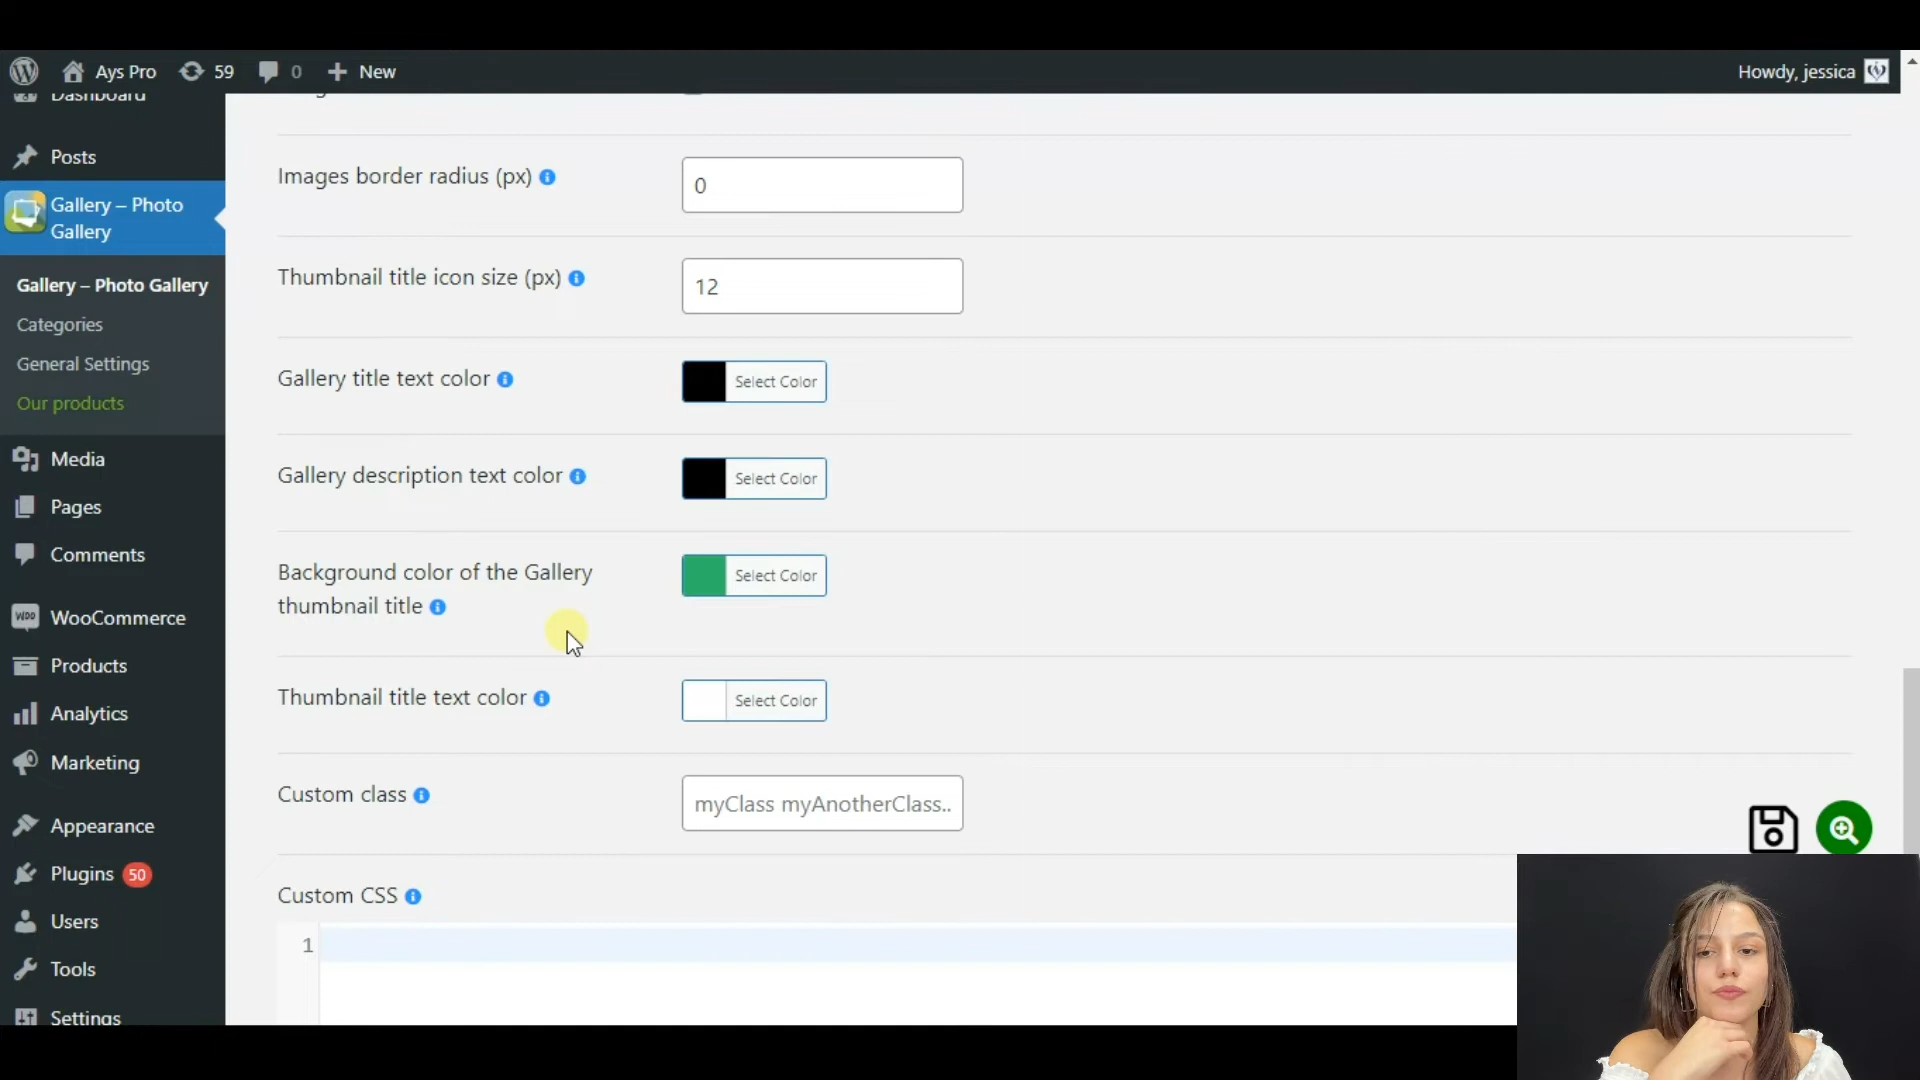 Ays Pro 59 0 New Howdy, jessica
Dashboard
Posts
Gallery – Photo
Gallery
Gallery – Photo Gallery
Categories
General Settings
Our products
Media
Pages
Comments
WooCommerce
Products
Analytics
Marketing
Appearance
Plugins 50
Users
Tools
Settings
Images border radius (px)
0
Thumbnail title icon size (px)
12
Gallery title text color
Select Color
Gallery description text color
Select Color
Background color of the Gallery
thumbnail title
Select Color
Thumbnail title text color
Select Color
Custom class
myClass myAnotherClass..
Custom CSS
1